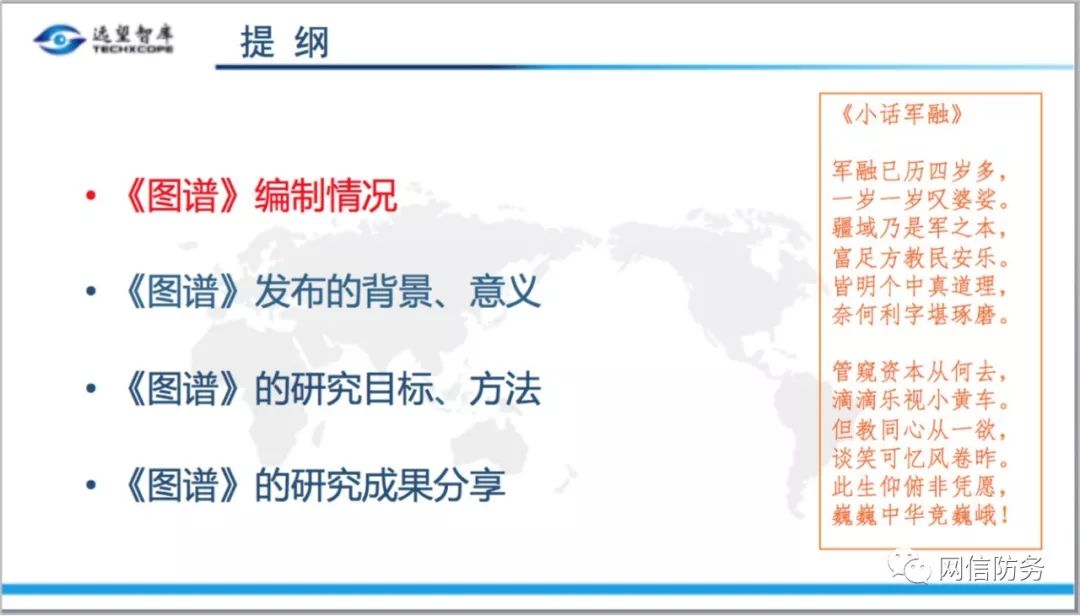 远望智库
TECHXCOPE
提 纲
• 《图谱》编制情况
• 《图谱》发布的背景、意义
• 《图谱》的研究目标、方法
• 《图谱》的研究成果分享
《小话军融》
军融已历四岁多，
一岁一岁叹婆娑。
疆域乃是军之本，
富足方教民安乐。
皆明个中真道理，
奈何利字堪琢磨。
管窥资本从何去，
滴滴乐视小黄车。
但教同心从一欲，
谈笑可忆风卷昨。
此生仰俯非凭愿，
巍巍中华竞巍峨！
网信防务